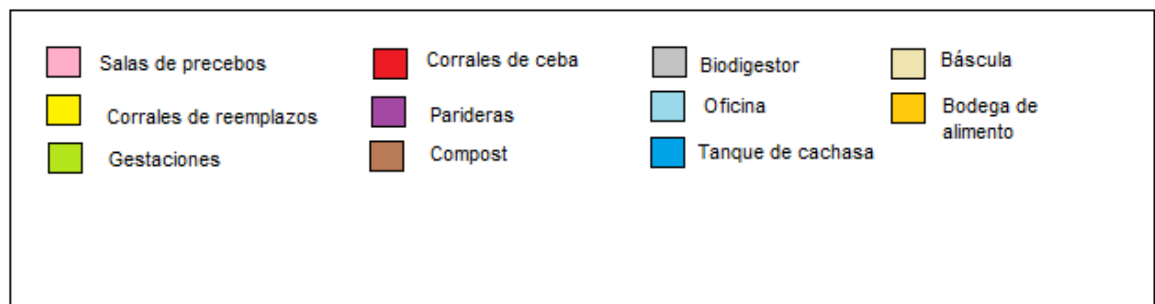 Salas de precebos
Corrales de reemplazos
Gestaciones
Corrales de ceba
Parideras
Compost
Biodigestor
Oficina
Tanque de cachasa
Báscula
Bodega de
alimento